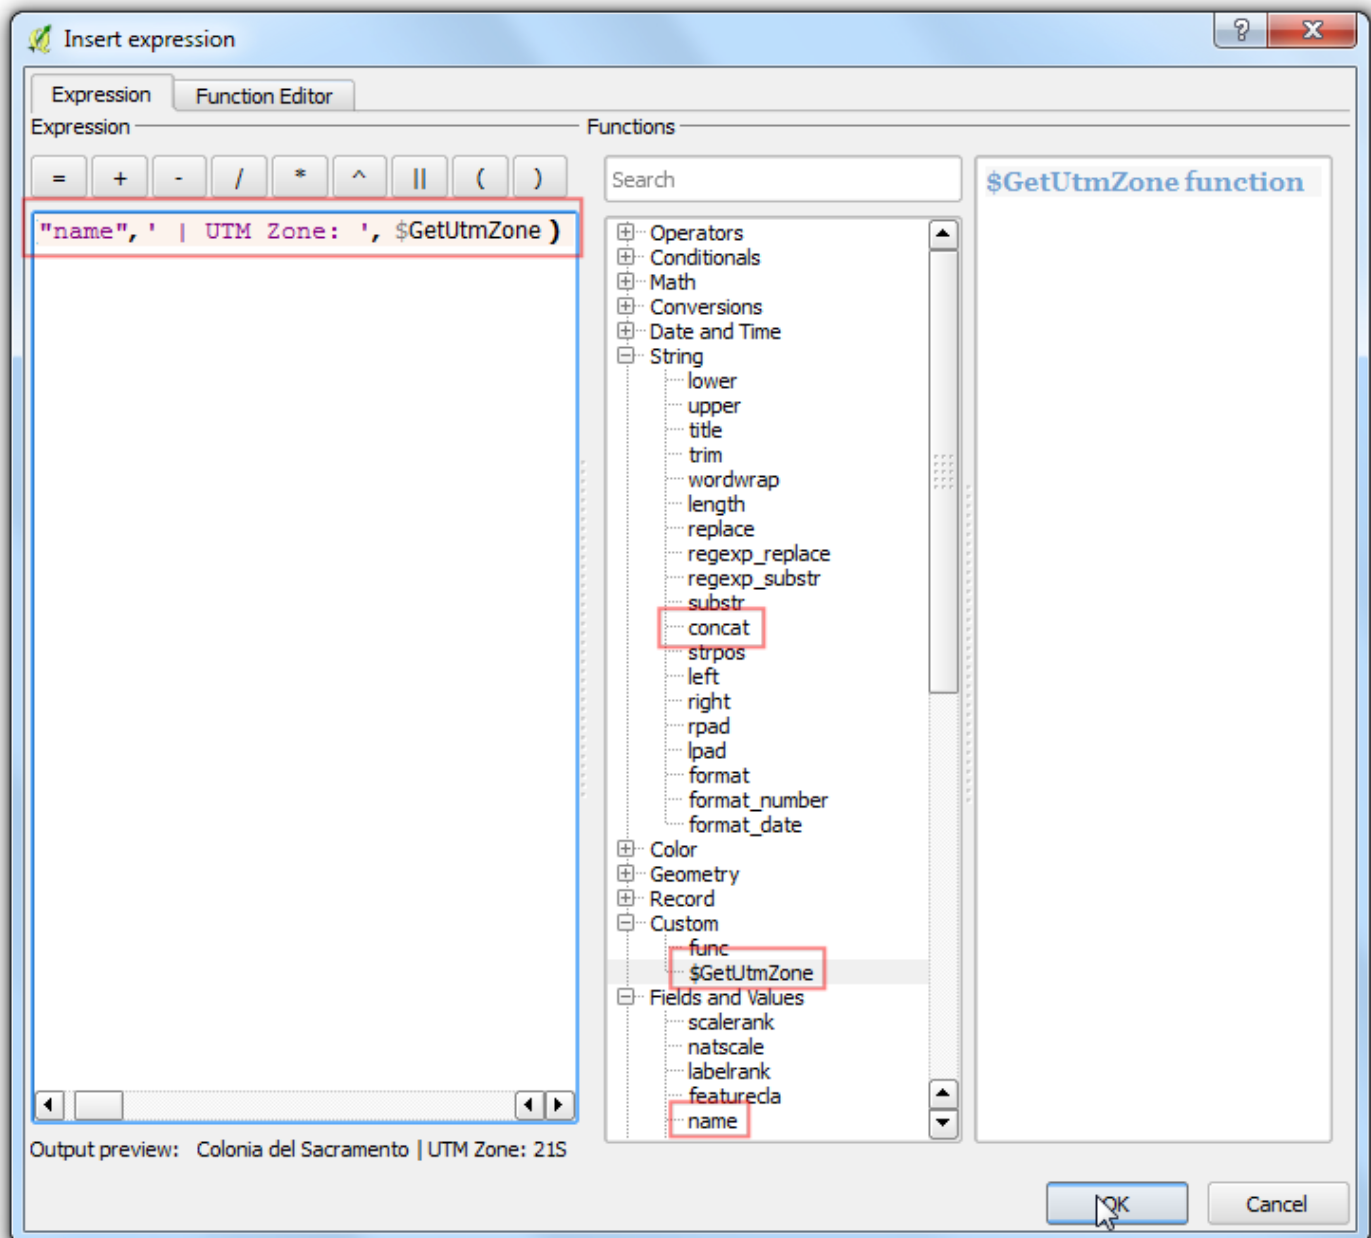 Insert expression
Expression Function Editor
Expression
= + - / * ^ || ( )
"name",' | UTM Zone: ', $GetUtmZone )
Output preview: Colonia del Sacramento | UTM Zone: 21S
Functions
Search
Operators
Conditionals
Math
Conversions
Date and Time
String
lower
upper
title
trim
wordwrap
length
replace
regexp_replace
regexp_substr
substr
concat
strpos
left
right
rpad
lpad
format
format_number
format_date
Color
Geometry
Record
Custom
func
$GetUtmZone
Fields and Values
scalerank
natscale
labelrank
featurecla
name
$GetUtmZone function
OK Cancel